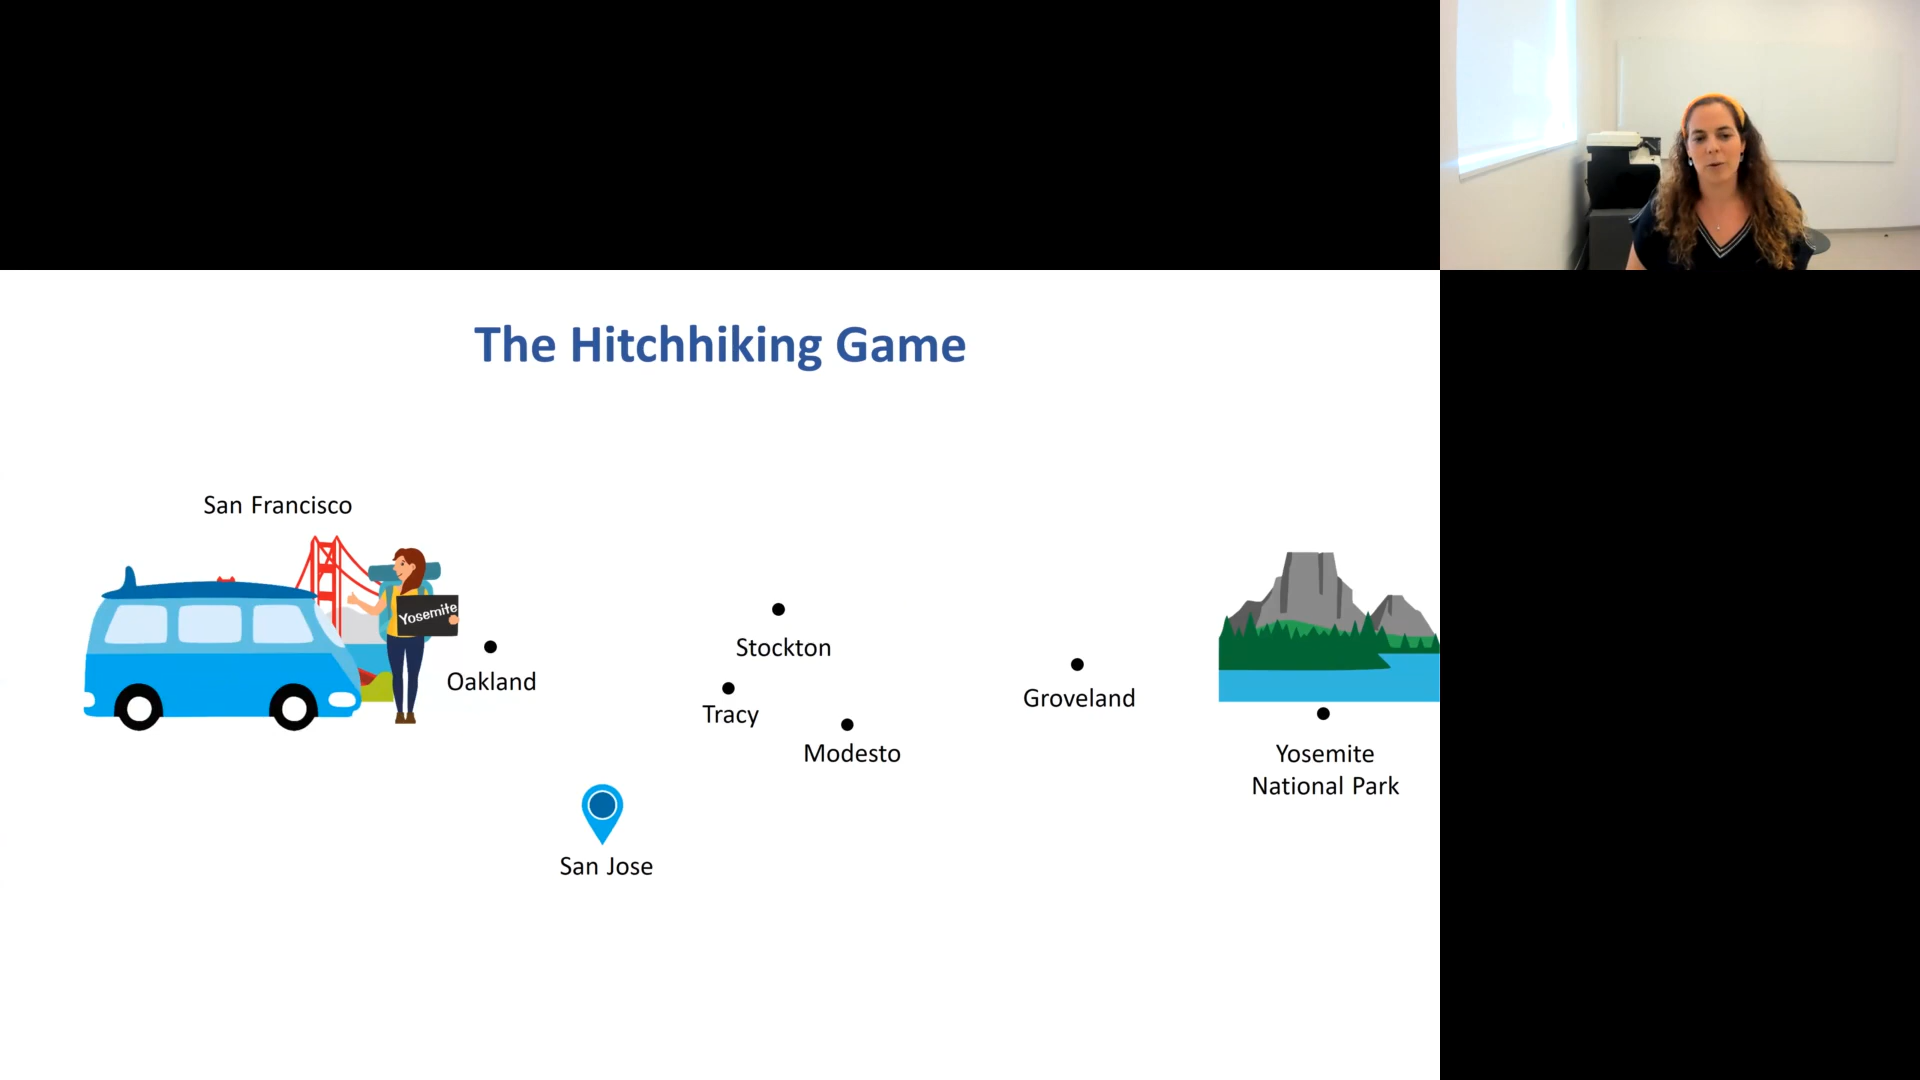 The Hitchhiking Game
San Francisco
Yosemite
Oakland
Stockton
Tracy
Modesto
Groveland
Yosemite
National Park
San Jose